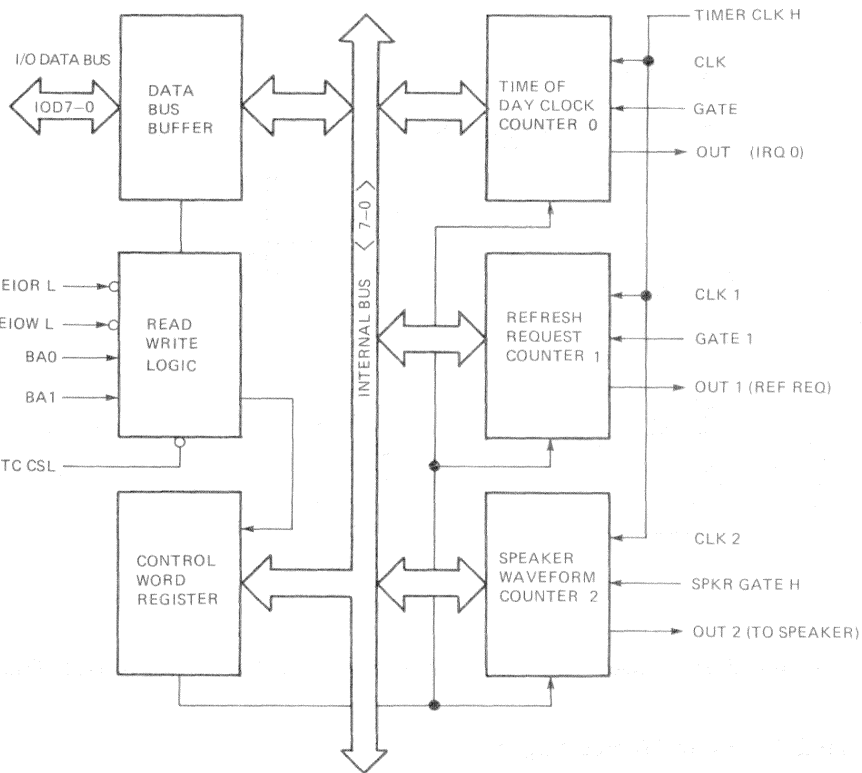 TIMER CLK H
I/O DATA BUS
IOD7-0
DATA
BUS
BUFFER
TIME OF
DAY CLOCK
COUNTER 0
CLK
GATE
OUT (IRQ 0)
INTERNAL BUS <7-0>
EIOR L
EIOW L
BA0
BA1
READ
WRITE
LOGIC
REFRESH
REQUEST
COUNTER 1
CLK 1
GATE 1
OUT 1 (REF REQ)
TC CSL
CONTROL
WORD
REGISTER
SPEAKER
WAVEFORM
COUNTER 2
CLK 2
SPKR GATE H
OUT 2 (TO SPEAKER)